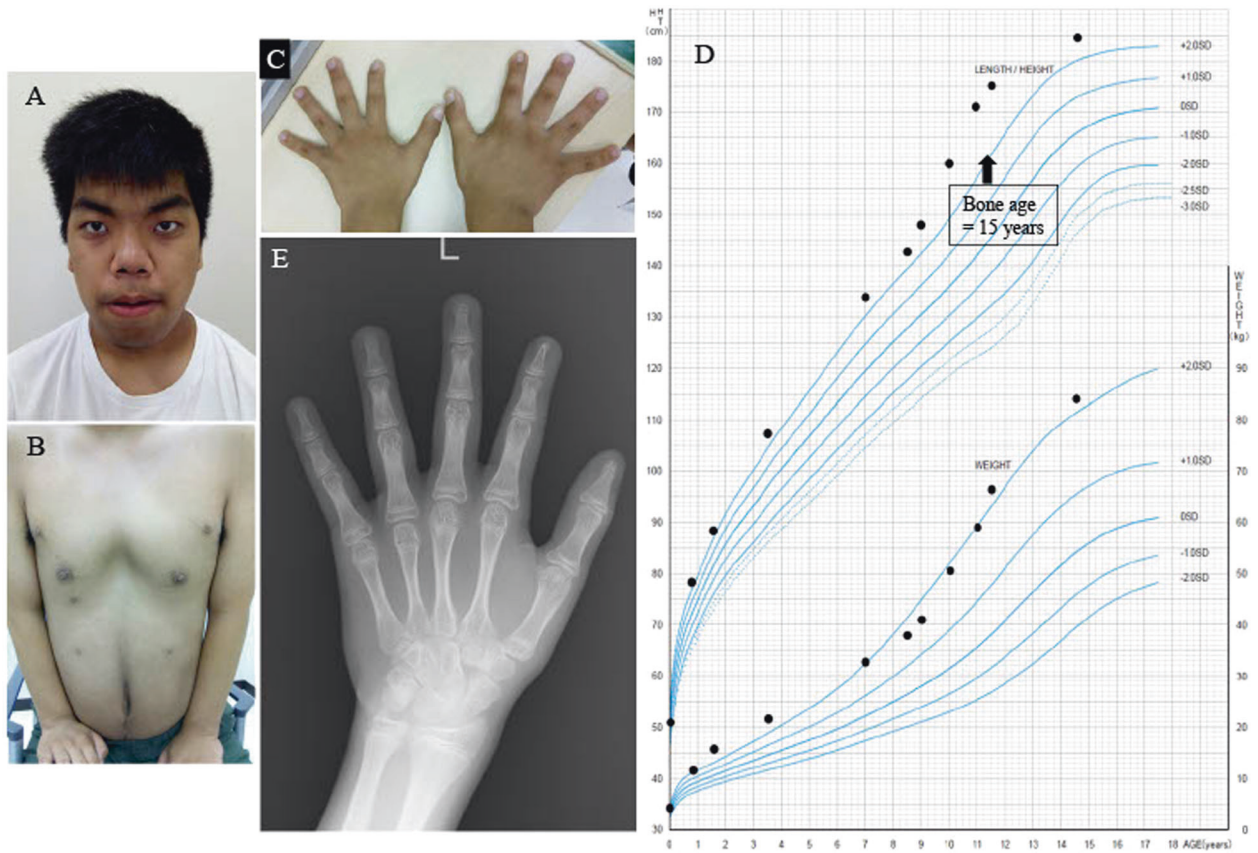 A
B
C
E
L
D
HHT
(cm)
180
170
160
150
140
130
120
110
100
90
80
70
60
50
40
30
LENGTH / HEIGHT
+2.0SD
+1.0SD
0SD
-1.0SD
-2.0SD
-2.5SD
-3.0SD
Bone age
= 15 years
WEIGHT
(kg)
90
80
70
60
50
40
30
20
10
0
WEIGHT
+2.0SD
+1.0SD
0SD
-1.0SD
-2.0SD
0 1 2 3 4 5 6 7 8 9 10 11 12 13 14 15 16 17 18 AGE(years)